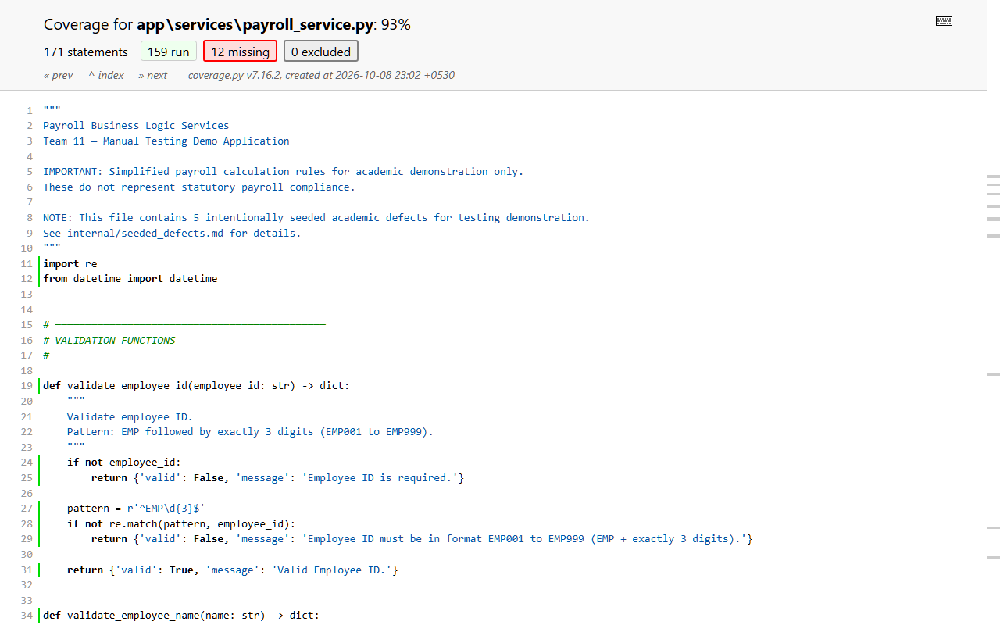 Coverage for app\services\payroll_service.py: 93%
171 statements 159 run 12 missing 0 excluded
« prev ^ index » next coverage.py v7.16.2, created at 2026-10-08 23:02 +0530
1 """
2 Payroll Business Logic Services
3 Team 11 — Manual Testing Demo Application
4
5 IMPORTANT: Simplified payroll calculation rules for academic demonstration only.
6 These do not represent statutory payroll compliance.
7
8 NOTE: This file contains 5 intentionally seeded academic defects for testing demonstration.
9 See internal/seeded_defects.md for details.
10 """
11 import re
12 from datetime import datetime
13
14
15 # ─────────────────────────────────────────────
16 # VALIDATION FUNCTIONS
17 # ─────────────────────────────────────────────
18
19 def validate_employee_id(employee_id: str) -> dict:
20     """
21     Validate employee ID.
22     Pattern: EMP followed by exactly 3 digits (EMP001 to EMP999).
23     """
24     if not employee_id:
25         return {'valid': False, 'message': 'Employee ID is required.'}
26
27     pattern = r'^EMP\d{3}$'
28     if not re.match(pattern, employee_id):
29         return {'valid': False, 'message': 'Employee ID must be in format EMP001 to EMP999 (EMP + exactly 3 digits).'}
30
31     return {'valid': True, 'message': 'Valid Employee ID.'}
32
33
34 def validate_employee_name(name: str) -> dict: